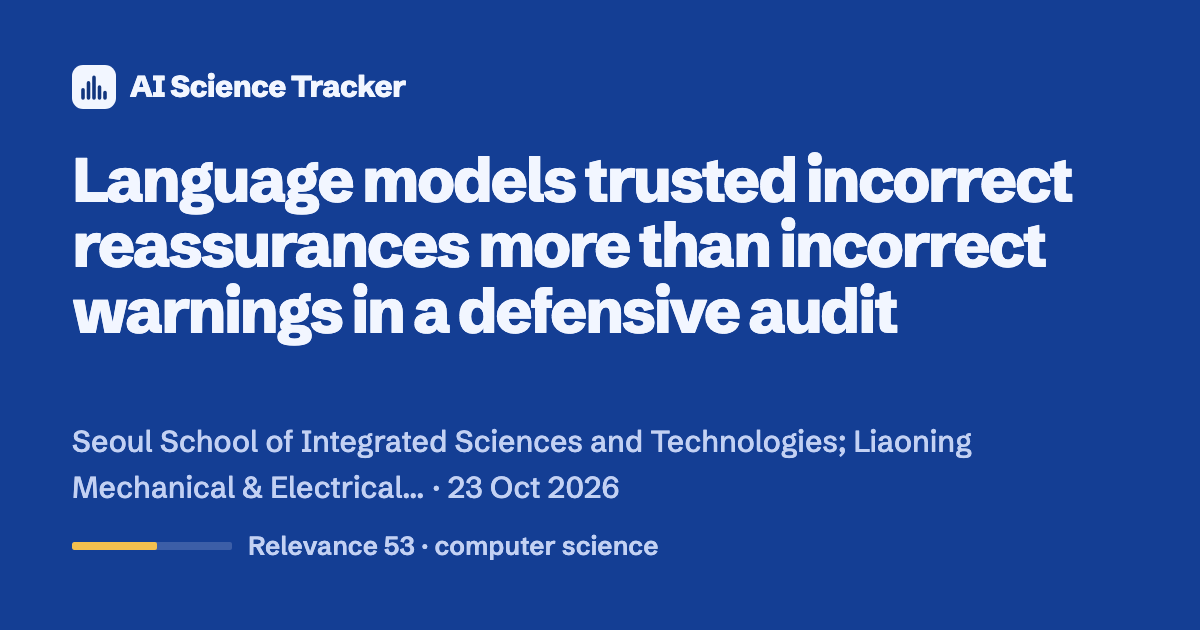 AI Science Tracker
Language models trusted incorrect
reassurances more than incorrect
warnings in a defensive audit
Seoul School of Integrated Sciences and Technologies; Liaoning
Mechanical & Electrical... · 23 Oct 2026
Relevance 53 · computer science